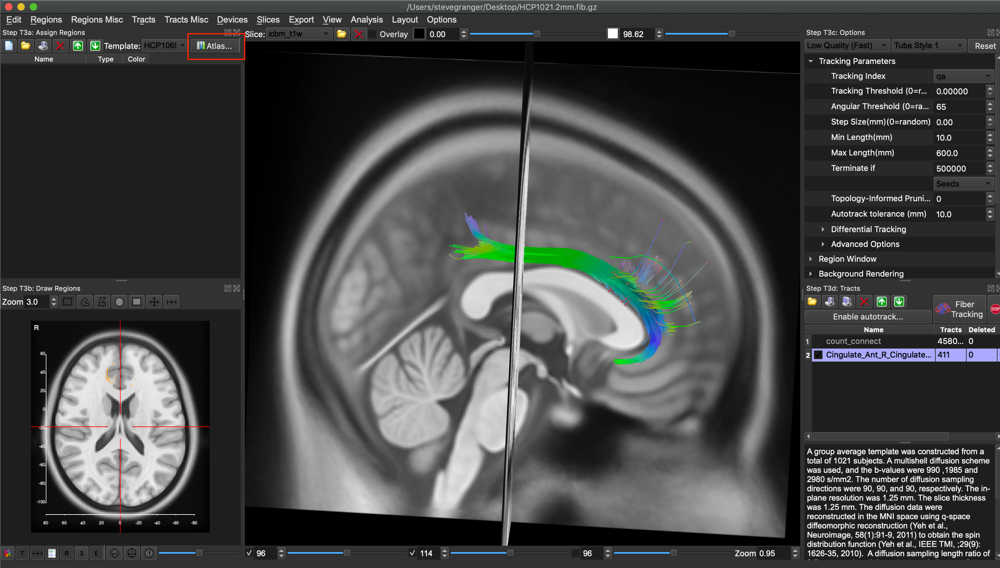 /Users/stevegranger/Desktop/HCP1021.2mm.fib.gz
Edit Regions Regions Misc Tracts Tracts Misc Devices Slices Export View Analysis Layout Options
Step T3a: Assign Regions
Template: HCP106 Atlas...
Name Type Color
Slice: icbm_t1w Overlay 0.00 98.62
Step T3b: Draw Regions
Zoom 3.0
R
60
40
20
0
-20
-40
-60
-80
-100
80 60 40 20 0 -20 -40 -60 -80
T R 3 E
96 114 96 Zoom 0.95
Step T3c: Options
Low Quality (Fast) Tube Style 1 Reset
Tracking Parameters
Tracking Index qa
Tracking Threshold (0=r... 0.00000
Angular Threshold (0=ra... 65
Step Size(mm)(0=random) 0.00
Min Length(mm) 10.0
Max Length(mm) 600.0
Terminate if 500000
Seeds
Topology-Informed Pruni... 0
Autotrack tolerance (mm) 10.0
Differential Tracking
Advanced Options
Region Window
Background Rendering
Step T3d: Tracts
Fiber Tracking STOP
Enable autotrack...
Name Tracts Deleted
1 count_connect 4580... 0
2 Cingulate_Ant_R_Cingulate... 411 0
A group average template was constructed from a
total of 1021 subjects. A multishell diffusion scheme
was used, and the b-values were 990 ,1985 and
2980 s/mm2. The number of diffusion sampling
directions were 90, 90, and 90, respectively. The in-
plane resolution was 1.25 mm. The slice thickness
was 1.25 mm. The diffusion data were
reconstructed in the MNI space using q-space
diffeomorphic reconstruction (Yeh et al.,
Neuroimage, 58(1):91-9, 2011) to obtain the spin
distribution function (Yeh et al., IEEE TMI, ;29(9):
1626-35, 2010). A diffusion sampling length ratio of